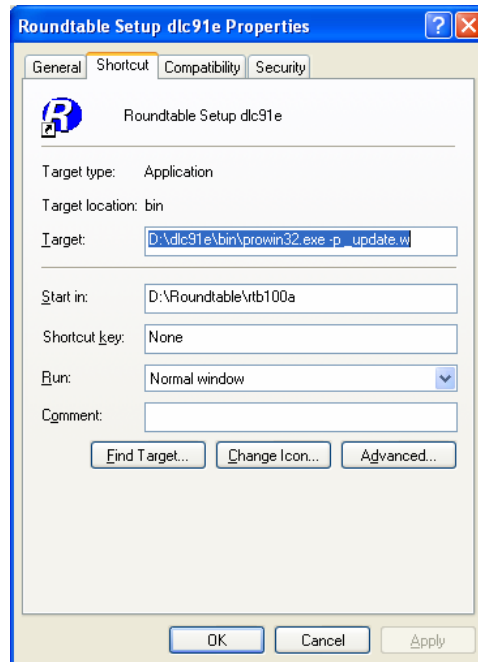 Roundtable Setup dlc91e Properties
General Shortcut Compatibility Security
Roundtable Setup dlc91e
Target type: Application
Target location: bin
Target: D:\dlc91e\bin\prowin32.exe -p _update.w
Start in: D:\Roundtable\rtb100a
Shortcut key: None
Run: Normal window
Comment:
Find Target... Change Icon... Advanced...
OK Cancel Apply